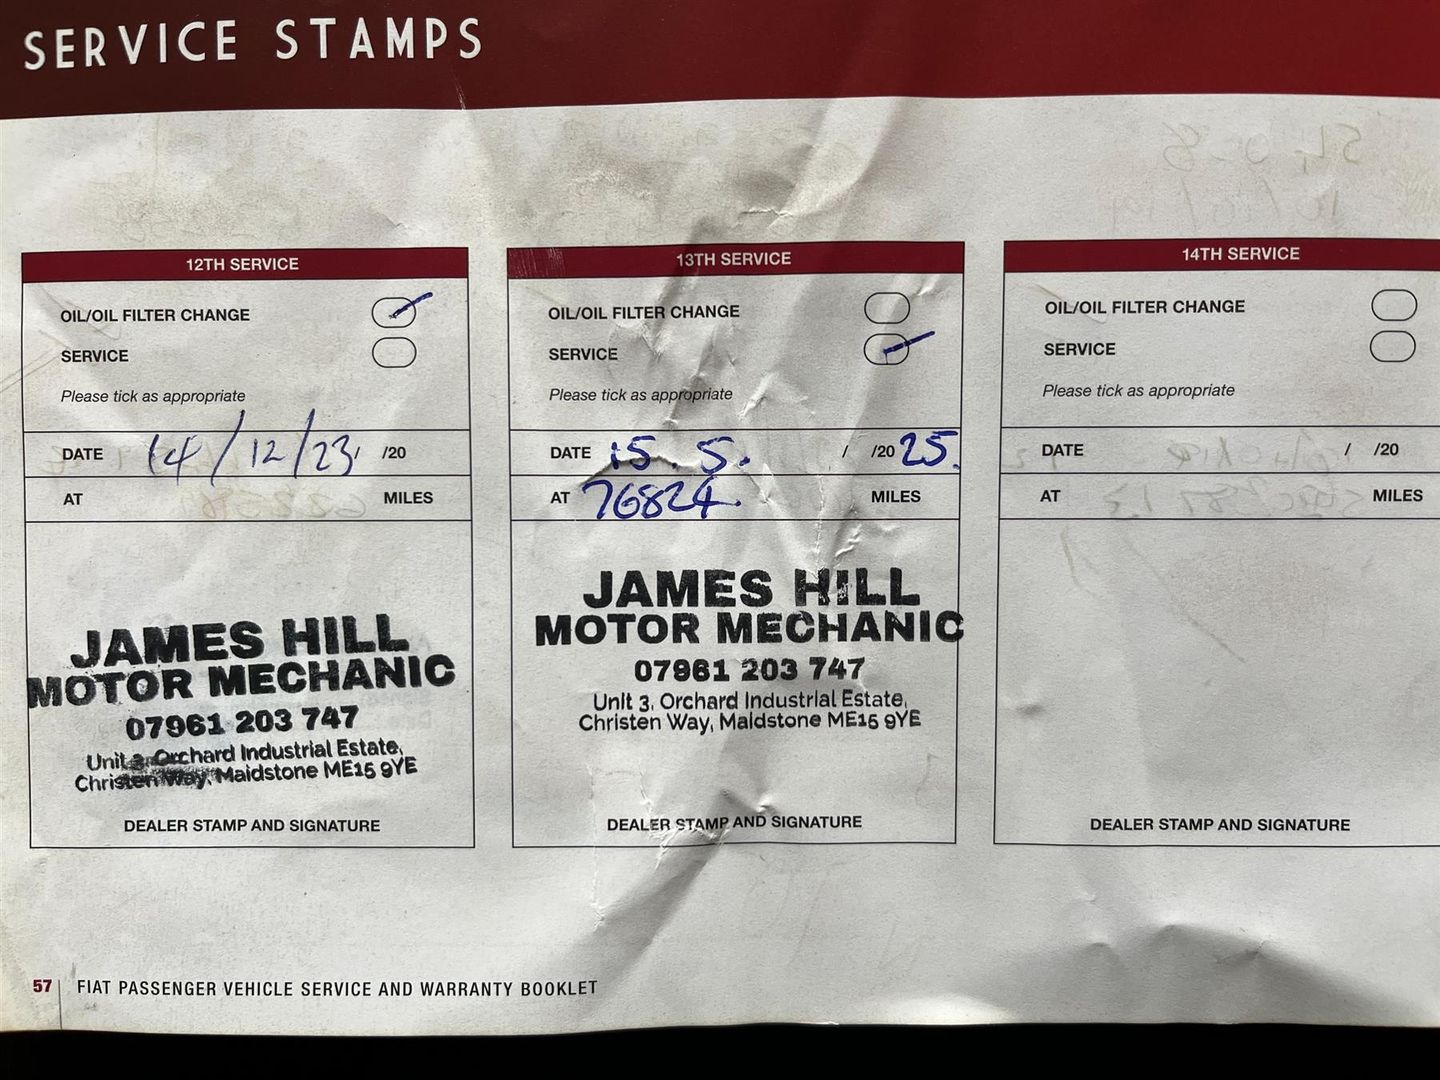 SERVICE STAMPS
12TH SERVICE
OIL/OIL FILTER CHANGE
SERVICE
Please tick as appropriate
DATE 14/12/23/ /20
AT MILES
JAMES HILL
MOTOR MECHANIC
07961 203 747
Unit 3, Orchard Industrial Estate,
Christen Way, Maidstone ME15 9YE
DEALER STAMP AND SIGNATURE
13TH SERVICE
OIL/OIL FILTER CHANGE
SERVICE
Please tick as appropriate
DATE 15.5. / /2025.
AT 76824. MILES
JAMES HILL
MOTOR MECHANIC
07961 203 747
Unit 3, Orchard Industrial Estate,
Christen Way, Maidstone ME15 9YE
DEALER STAMP AND SIGNATURE
14TH SERVICE
OIL/OIL FILTER CHANGE
SERVICE
Please tick as appropriate
DATE / /20
AT MILES
DEALER STAMP AND SIGNATURE
57 FIAT PASSENGER VEHICLE SERVICE AND WARRANTY BOOKLET